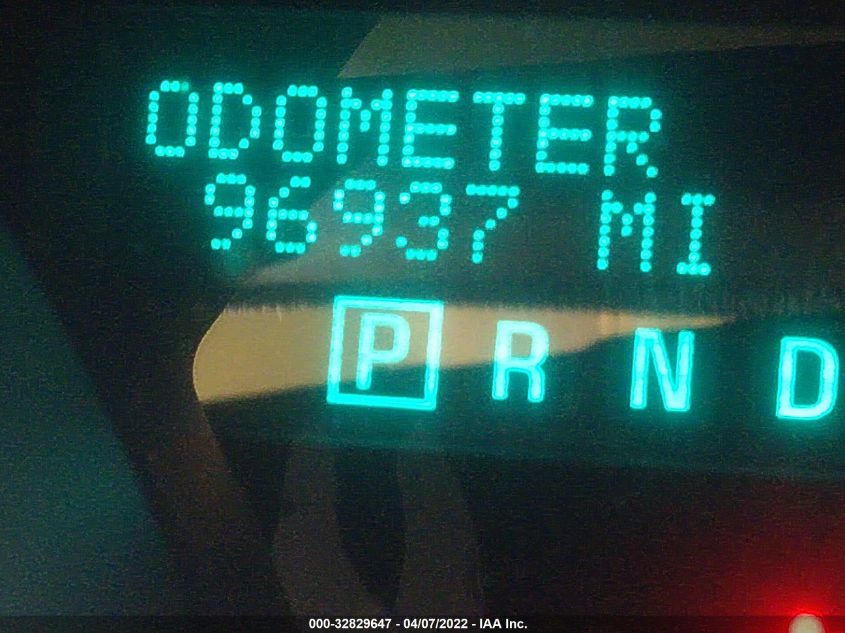 ODOMETER
96937 MI
P R N D
000-32829647 - 04/07/2022 - IAA Inc.